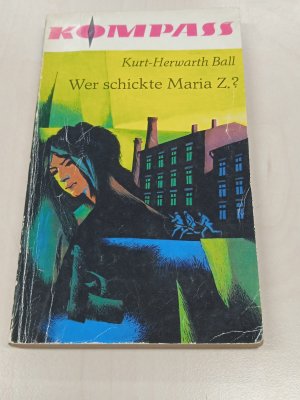 KOMPASS
Kurt-Herwarth Ball
Wer schickte Maria Z.?